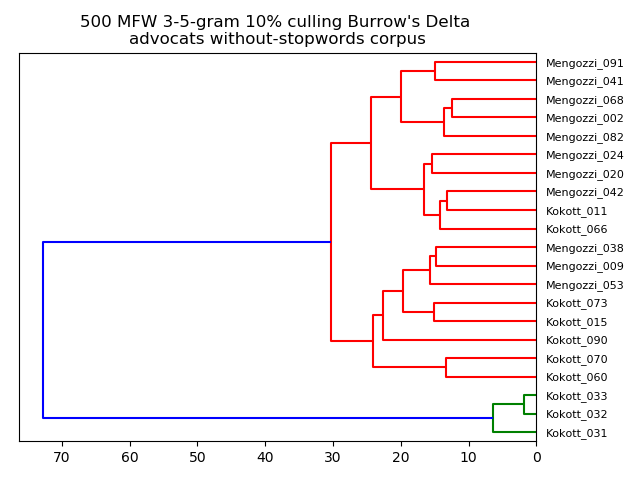 500 MFW 3-5-gram 10% culling Burrow's Delta
advocats without-stopwords corpus
Mengozzi_091
Mengozzi_041
Mengozzi_068
Mengozzi_002
Mengozzi_082
Mengozzi_024
Mengozzi_020
Mengozzi_042
Kokott_011
Kokott_066
Mengozzi_038
Mengozzi_009
Mengozzi_053
Kokott_073
Kokott_015
Kokott_090
Kokott_070
Kokott_060
Kokott_033
Kokott_032
Kokott_031
70 60 50 40 30 20 10 0